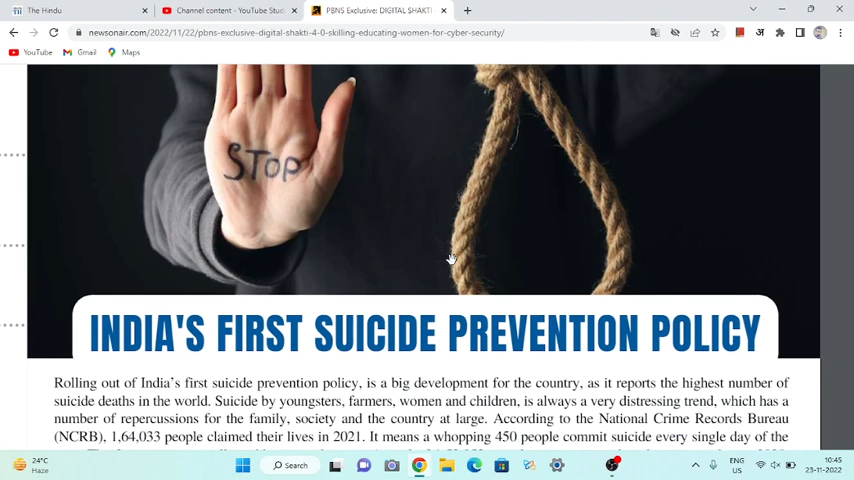 The Hindu
Channel content - YouTube Stud
PBNS Exclusive: DIGITAL SHAKTI
newsonair.com/2022/11/22/pbns-exclusive-digital-shakti-4-0-skilling-educating-women-for-cyber-security/
YouTube
Gmail
Maps
STOP
INDIA'S FIRST SUICIDE PREVENTION POLICY
Rolling out of India's first suicide prevention policy, is a big development for the country, as it reports the highest number of
suicide deaths in the world. Suicide by youngsters, farmers, women and children, is always a very distressing trend, which has a
number of repercussions for the family, society and the country at large. According to the National Crime Records Bureau
(NCRB), 1,64,033 people claimed their lives in 2021. It means a whopping 450 people commit suicide every single day of the
24°C
Haze
Search
ENG
US
10:45
23-11-2022